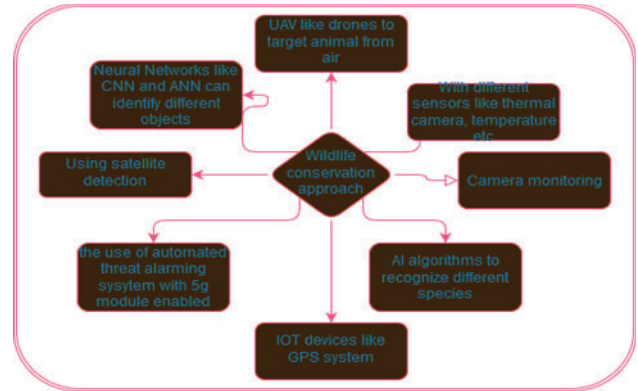 UAV like drones to
target animal from
air
Neural Networks like
CNN and ANN can
identify different
objects
With different
sensors like thermal
camera, temperature
etc
Using satellite
detection
Wildlife
conservation
approach
Camera monitoring
the use of automated
threat alarming
sysytem with 5g
module enabled
AI algorithms to
recognize different
species
IOT devices like
GPS system